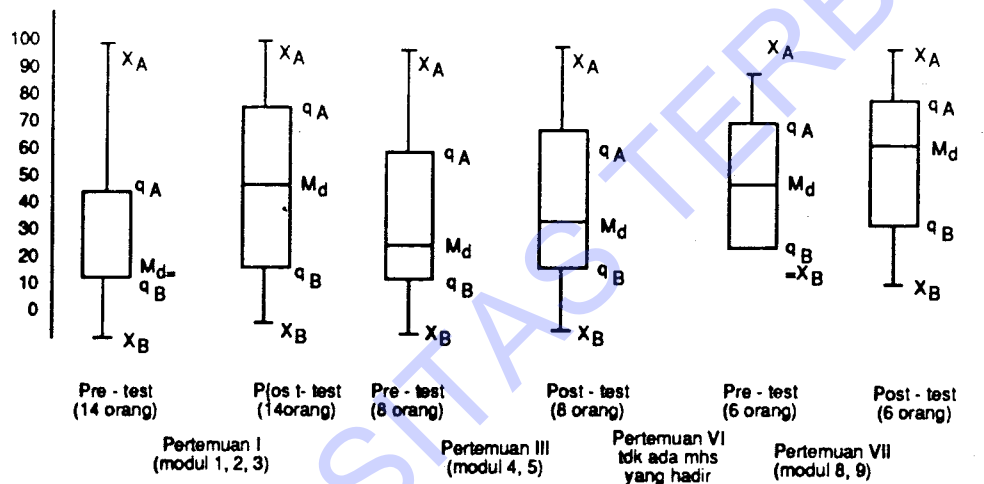 100
90
80
70
60
50
40
30
20
10
0
XA
qA
Md=
qB
XB
XA
qA
Md
qB
XB
XA
qA
Md
qB
XB
XA
qA
Md
qB
XB
XA
qA
Md
qB
=XB
XA
qA
Md
qB
XB
Pre - test
(14 orang)
P(os t- test
(14orang)
Pre - test
(8 orang)
Post - test
(8 orang)
Pre - test
(6 orang)
Post - test
(6 orang)
Pertemuan I
(modul 1, 2, 3)
Pertemuan III
(modul 4, 5)
Pertemuan VI
tdk ada mhs
yang hadir
Pertemuan VII
(modul 8, 9)
SITAS TERB